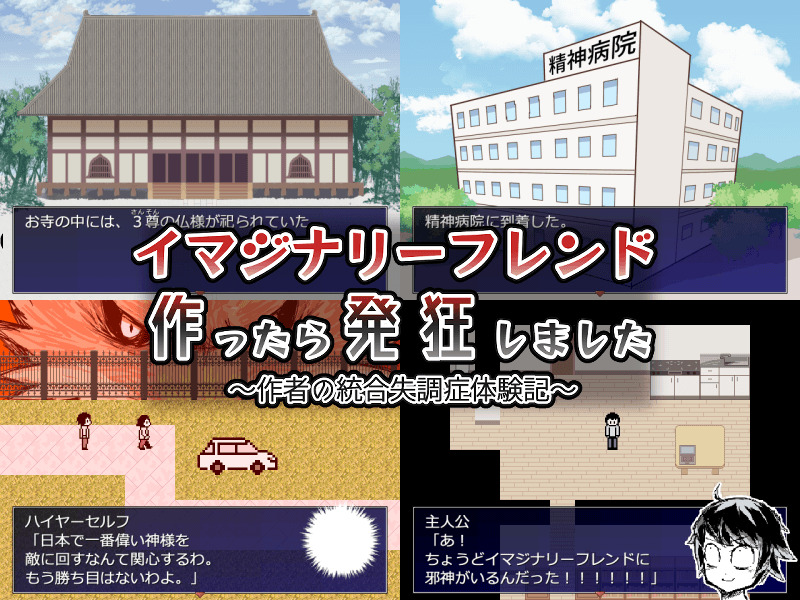 精神病院
お寺の中には、３尊の仏様が祀られていた
さんぞん
精神病院に到着した。
イマジナリーフレンド
作ったら発狂しました
～作者の統合失調症体験記～
ハイヤーセルフ
「日本で一番偉い神様を
敵に回すなんて関心するわ。
もう勝ち目はないわよ。」
主人公
「あ！
ちょうどイマジナリーフレンドに
邪神がいるんだった！！！！！！」